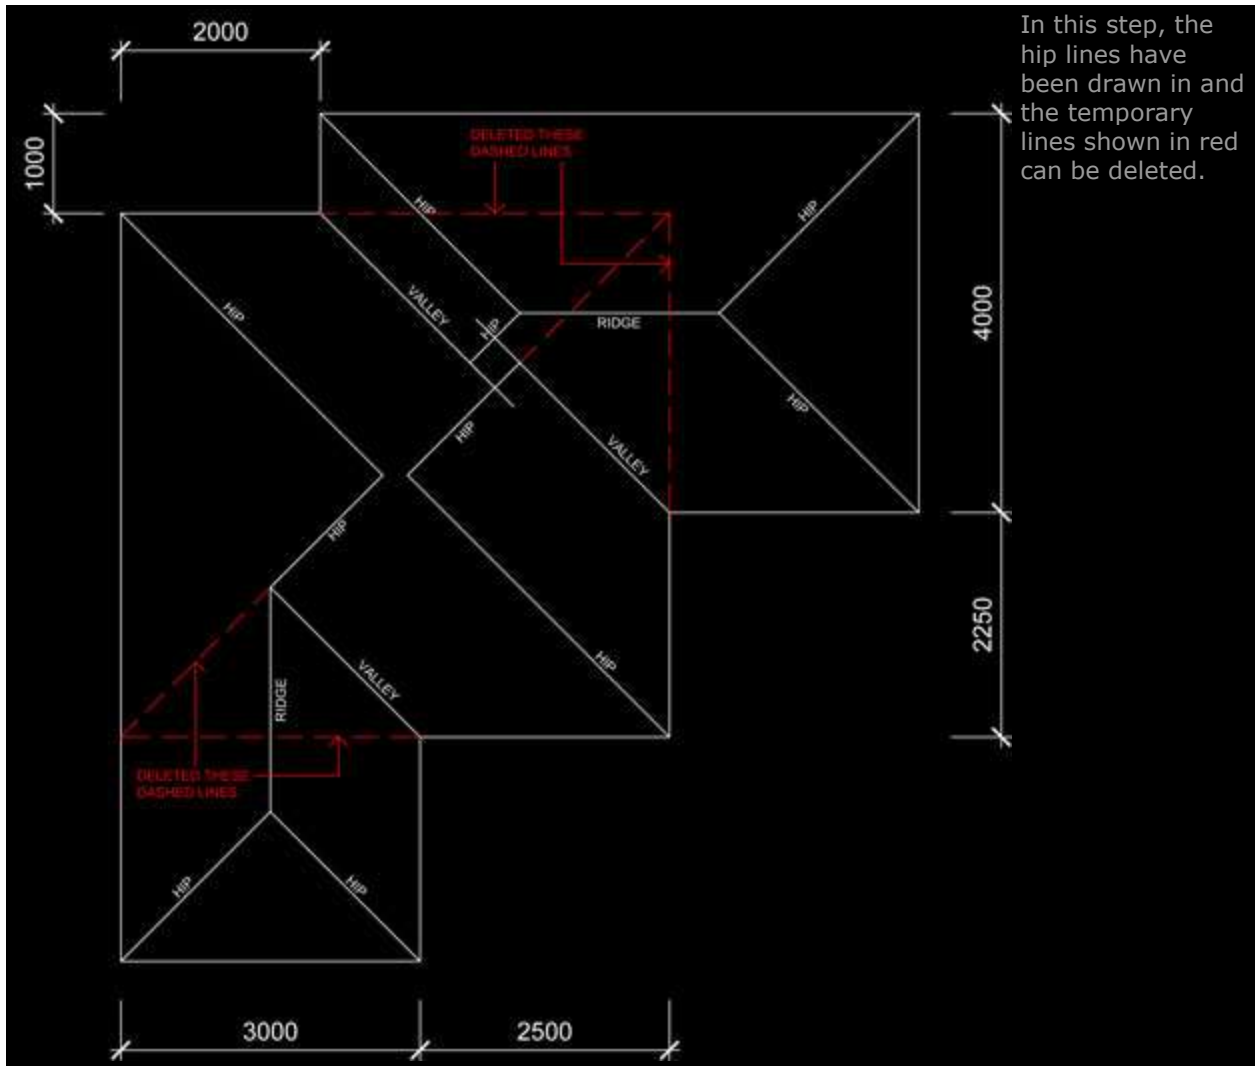 2000
In this step, the
hip lines have
been drawn in and
the temporary
lines shown in red
can be deleted.
1000
DELETED THESE
DASHED LINES
HIP
HIP
HIP
VALLEY
HIP
RIDGE
4000
HIP
HIP
VALLEY
HIP
2250
HIP
VALLEY
RIDGE
DELETED THESE
DASHED LINES
HIP
HIP
3000
2500